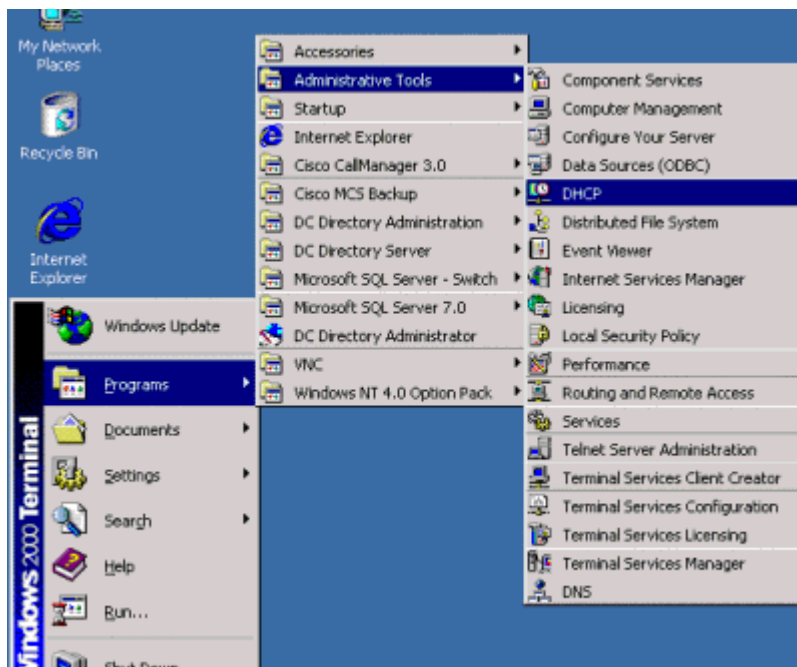 My Network
Places
Recycle Bin
Internet
Explorer
Windows 2000 Terminal
Windows Update
Programs
Documents
Settings
Search
Help
Run...
Shut Down
Accessories
Administrative Tools
Startup
Internet Explorer
Cisco CallManager 3.0
Cisco MCS Backup
DC Directory Administration
DC Directory Server
Microsoft SQL Server - Switch
Microsoft SQL Server 7.0
DC Directory Administrator
VNC
Windows NT 4.0 Option Pack
Component Services
Computer Management
Configure Your Server
Data Sources (ODBC)
DHCP
Distributed File System
Event Viewer
Internet Services Manager
Licensing
Local Security Policy
Performance
Routing and Remote Access
Services
Telnet Server Administration
Terminal Services Client Creator
Terminal Services Configuration
Terminal Services Licensing
Terminal Services Manager
DNS